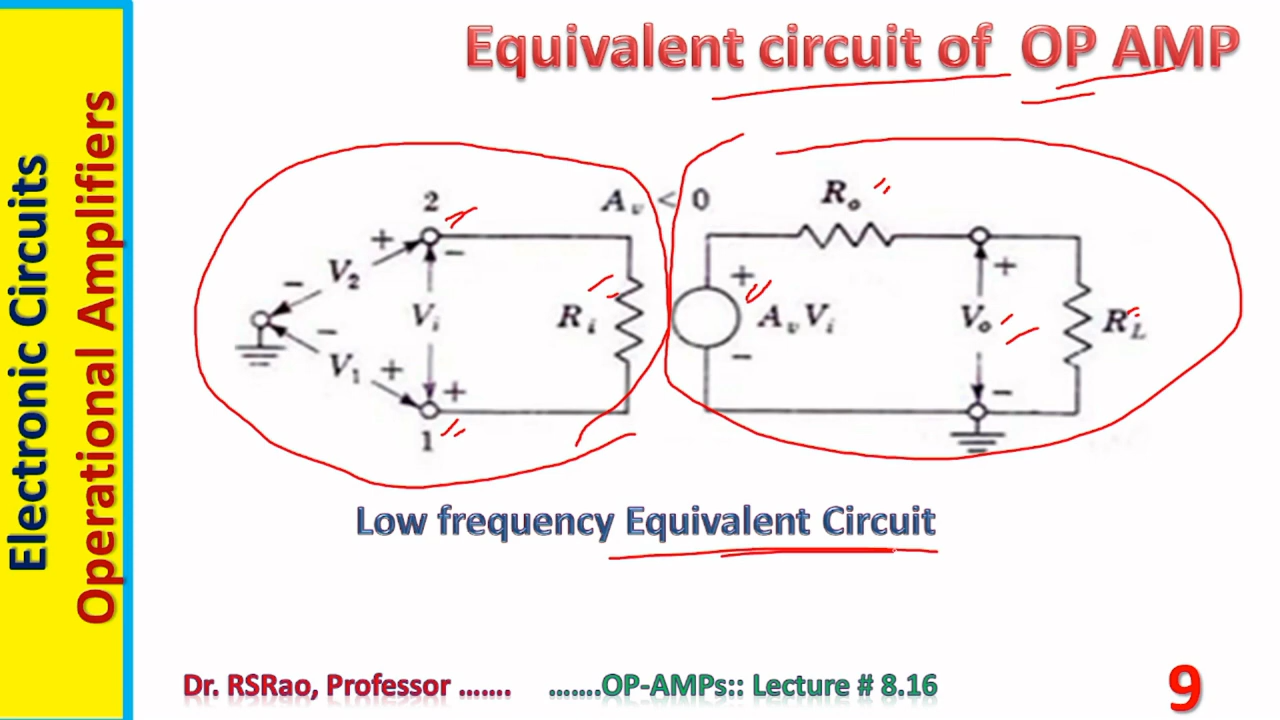 Electronic Circuits
Operational Amplifiers
Equivalent circuit of OP AMP
2
A_v < 0
R_o
+
−
−
+
V_2
V_i
R_i
+
A_v V_i
−
+
V_o
−
R_L
−
V_1
+
+
1
Low frequency Equivalent Circuit
Dr. RSRao, Professor ....... .......OP-AMPs:: Lecture # 8.16
9